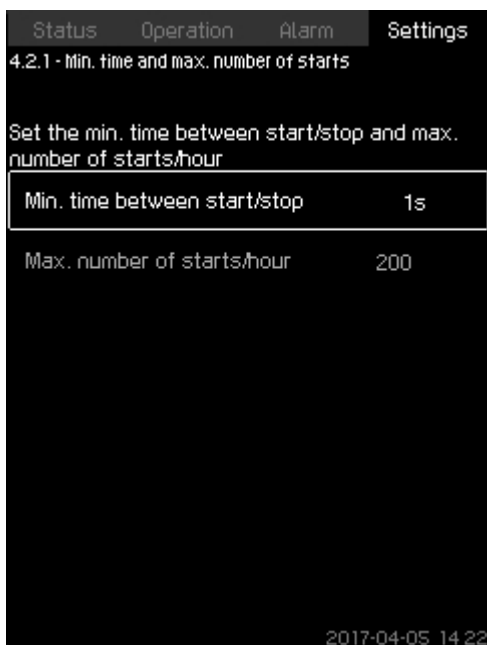 Status Operation Alarm Settings
4.2.1 - Min. time and max. number of starts
Set the min. time between start/stop and max.
number of starts/hour
Min. time between start/stop 1s
Max. number of starts/hour 200
2017-04-05 14:22